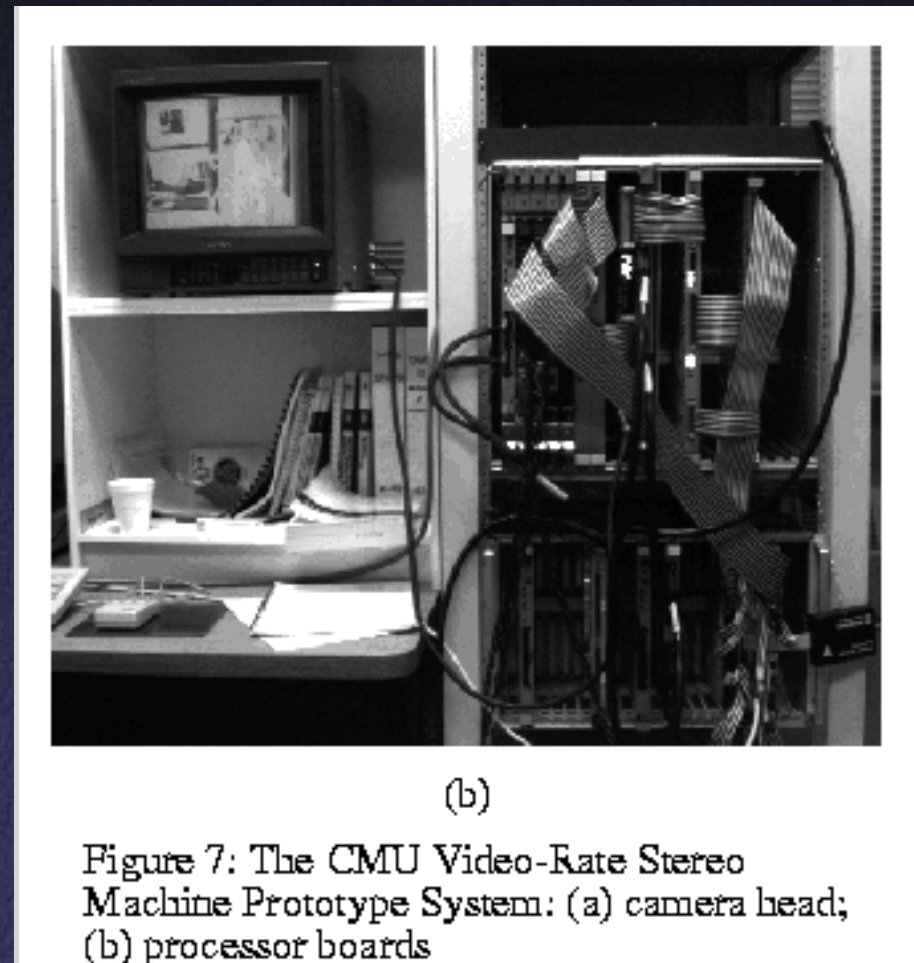 (b)
Figure 7: The CMU Video-Rate Stereo
Machine Prototype System: (a) camera head;
(b) processor boards